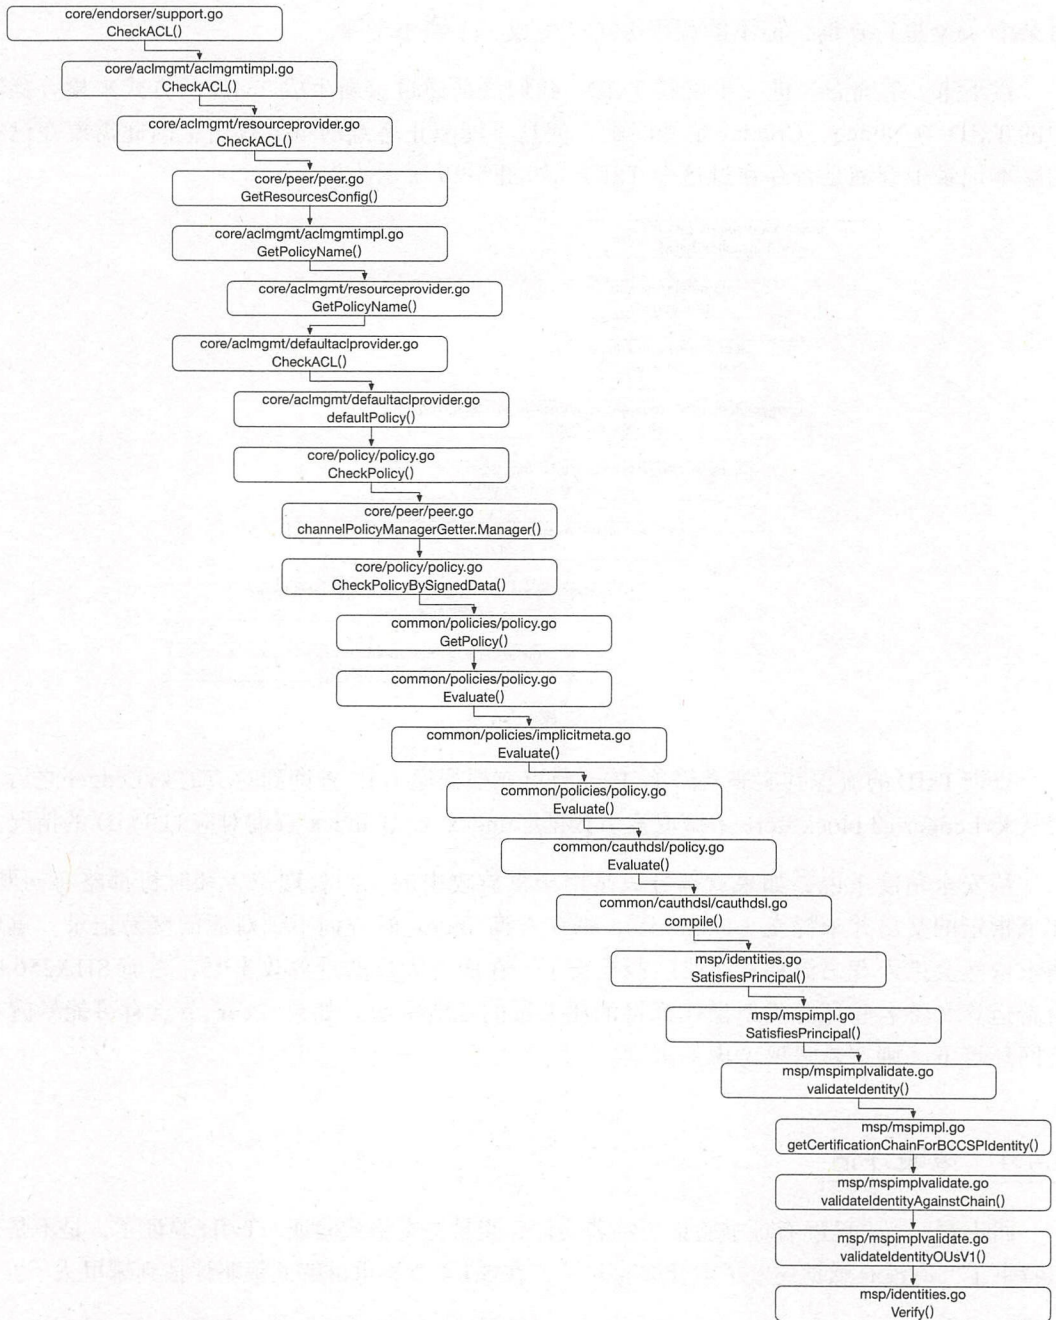 core/endorser/support.go
CheckACL()
core/aclmgmt/aclmgmtimpl.go
CheckACL()
core/aclmgmt/resourceprovider.go
CheckACL()
core/peer/peer.go
GetResourcesConfig()
core/aclmgmt/aclmgmtimpl.go
GetPolicyName()
core/aclmgmt/resourceprovider.go
GetPolicyName()
core/aclmgmt/defaultaclprovider.go
CheckACL()
core/aclmgmt/defaultaclprovider.go
defaultPolicy()
core/policy/policy.go
CheckPolicy()
core/peer/peer.go
channelPolicyManagerGetter.Manager()
core/policy/policy.go
CheckPolicyBySignedData()
common/policies/policy.go
GetPolicy()
common/policies/policy.go
Evaluate()
common/policies/implicitmeta.go
Evaluate()
common/policies/policy.go
Evaluate()
common/cauthdsl/policy.go
Evaluate()
common/cauthdsl/cauthdsl.go
compile()
msp/identities.go
SatisfiesPrincipal()
msp/mspimpl.go
SatisfiesPrincipal()
msp/mspimplvalidate.go
validateIdentity()
msp/mspimpl.go
getCertificationChainForBCCSPIdentity()
msp/mspimplvalidate.go
validateIdentityAgainstChain()
msp/mspimplvalidate.go
validateIdentityOUsV1()
msp/identities.go
Verify()